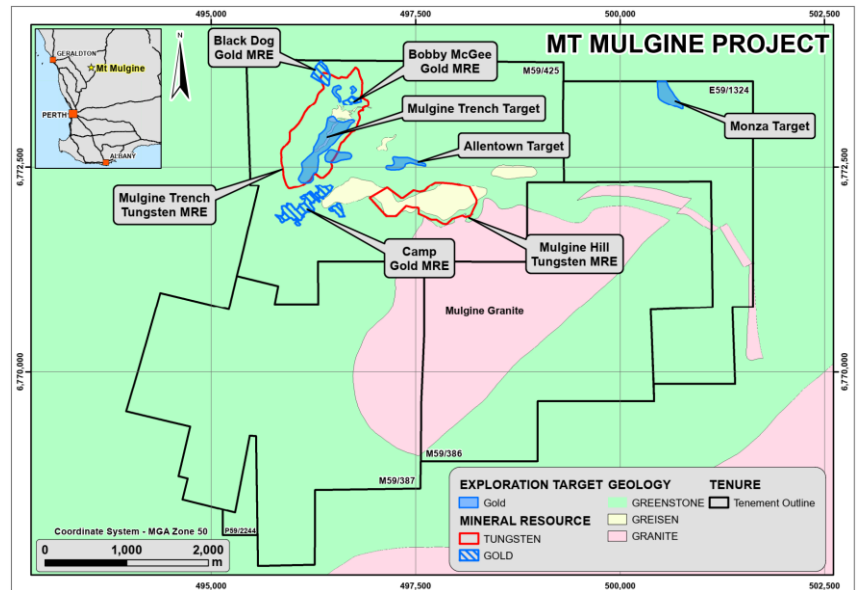 495,000
497,500
500,000
502,500
MT MULGINE PROJECT
GERALDTON
Mt Mulgine
PERTH
ALBANY
Black Dog
Gold MRE
Bobby McGee
Gold MRE
M59/425
E59/1324
Mulgine Trench Target
Monza Target
Allentown Target
6,772,500
6,772,500
Mulgine Trench
Tungsten MRE
Camp
Gold MRE
Mulgine Hill
Tungsten MRE
Mulgine Granite
6,770,000
6,770,000
M59/386
M59/387
P59/2244
EXPLORATION TARGET
Gold
MINERAL RESOURCE
TUNGSTEN
GOLD
GEOLOGY
GREENSTONE
GREISEN
GRANITE
TENURE
Tenement Outline
Coordinate System - MGA Zone 50
0 1,000 2,000
m
495,000
497,500
500,000
502,500